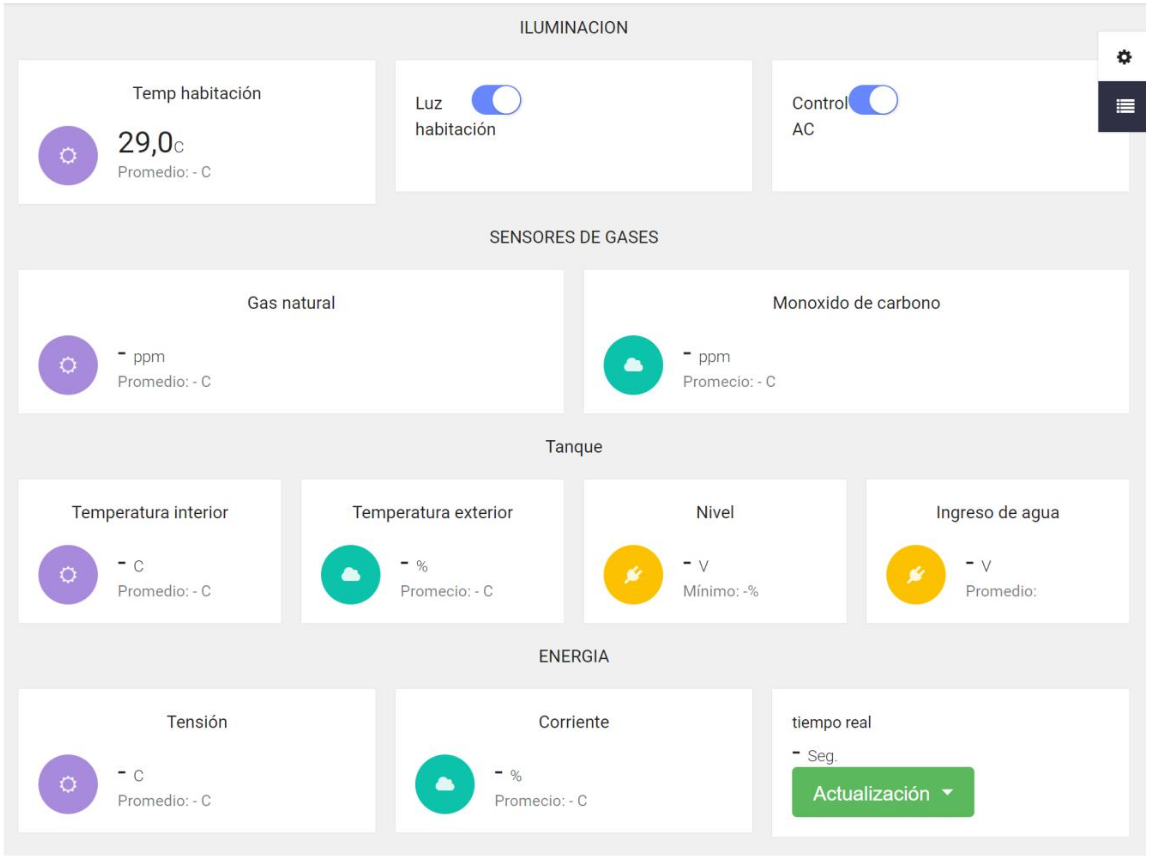 ILUMINACION
Temp habitación
29,0C
Promedio: - C
Luz
habitación
Control
AC
SENSORES DE GASES
Gas natural
- ppm
Promedio: - C
Monoxido de carbono
- ppm
Promecio: - C
Tanque
Temperatura interior
- C
Promedio: - C
Temperatura exterior
- %
Promecio: - C
Nivel
- V
Mínimo: -%
Ingreso de agua
- V
Promedio:
ENERGIA
Tensión
- C
Promedio: - C
Corriente
- %
Promecio: - C
tiempo real
- Seg.
Actualización